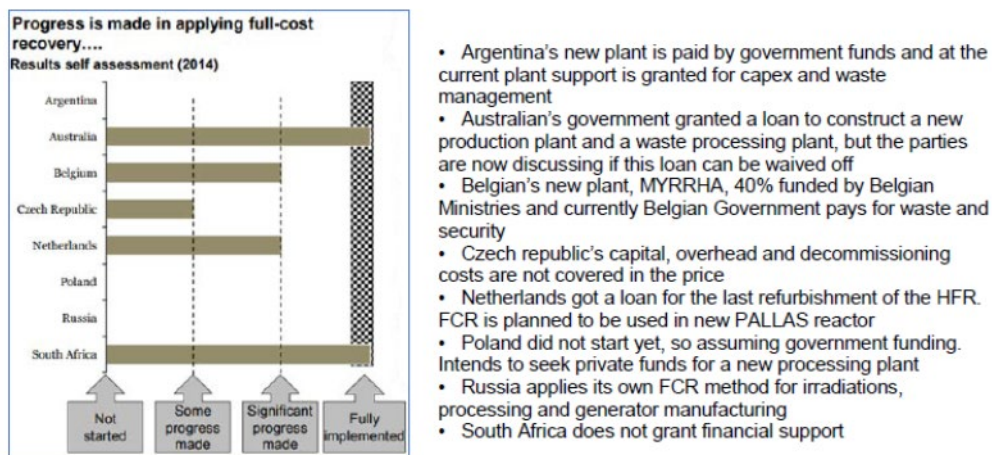 Progress is made in applying full-cost
recovery....
Results self assessment (2014)
Argentina
Australia
Belgium
Czech Republic
Netherlands
Poland
Russia
South Africa
Not
started
Some
progress
made
Significant
progress
made
Fully
implemented
• Argentina's new plant is paid by government funds and at the
current plant support is granted for capex and waste
management
• Australian's government granted a loan to construct a new
production plant and a waste processing plant, but the parties
are now discussing if this loan can be waived off
• Belgian's new plant, MYRRHA, 40% funded by Belgian
Ministries and currently Belgian Government pays for waste and
security
• Czech republic's capital, overhead and decommissioning
costs are not covered in the price
• Netherlands got a loan for the last refurbishment of the HFR.
FCR is planned to be used in new PALLAS reactor
• Poland did not start yet, so assuming government funding.
Intends to seek private funds for a new processing plant
• Russia applies its own FCR method for irradiations,
processing and generator manufacturing
• South Africa does not grant financial support